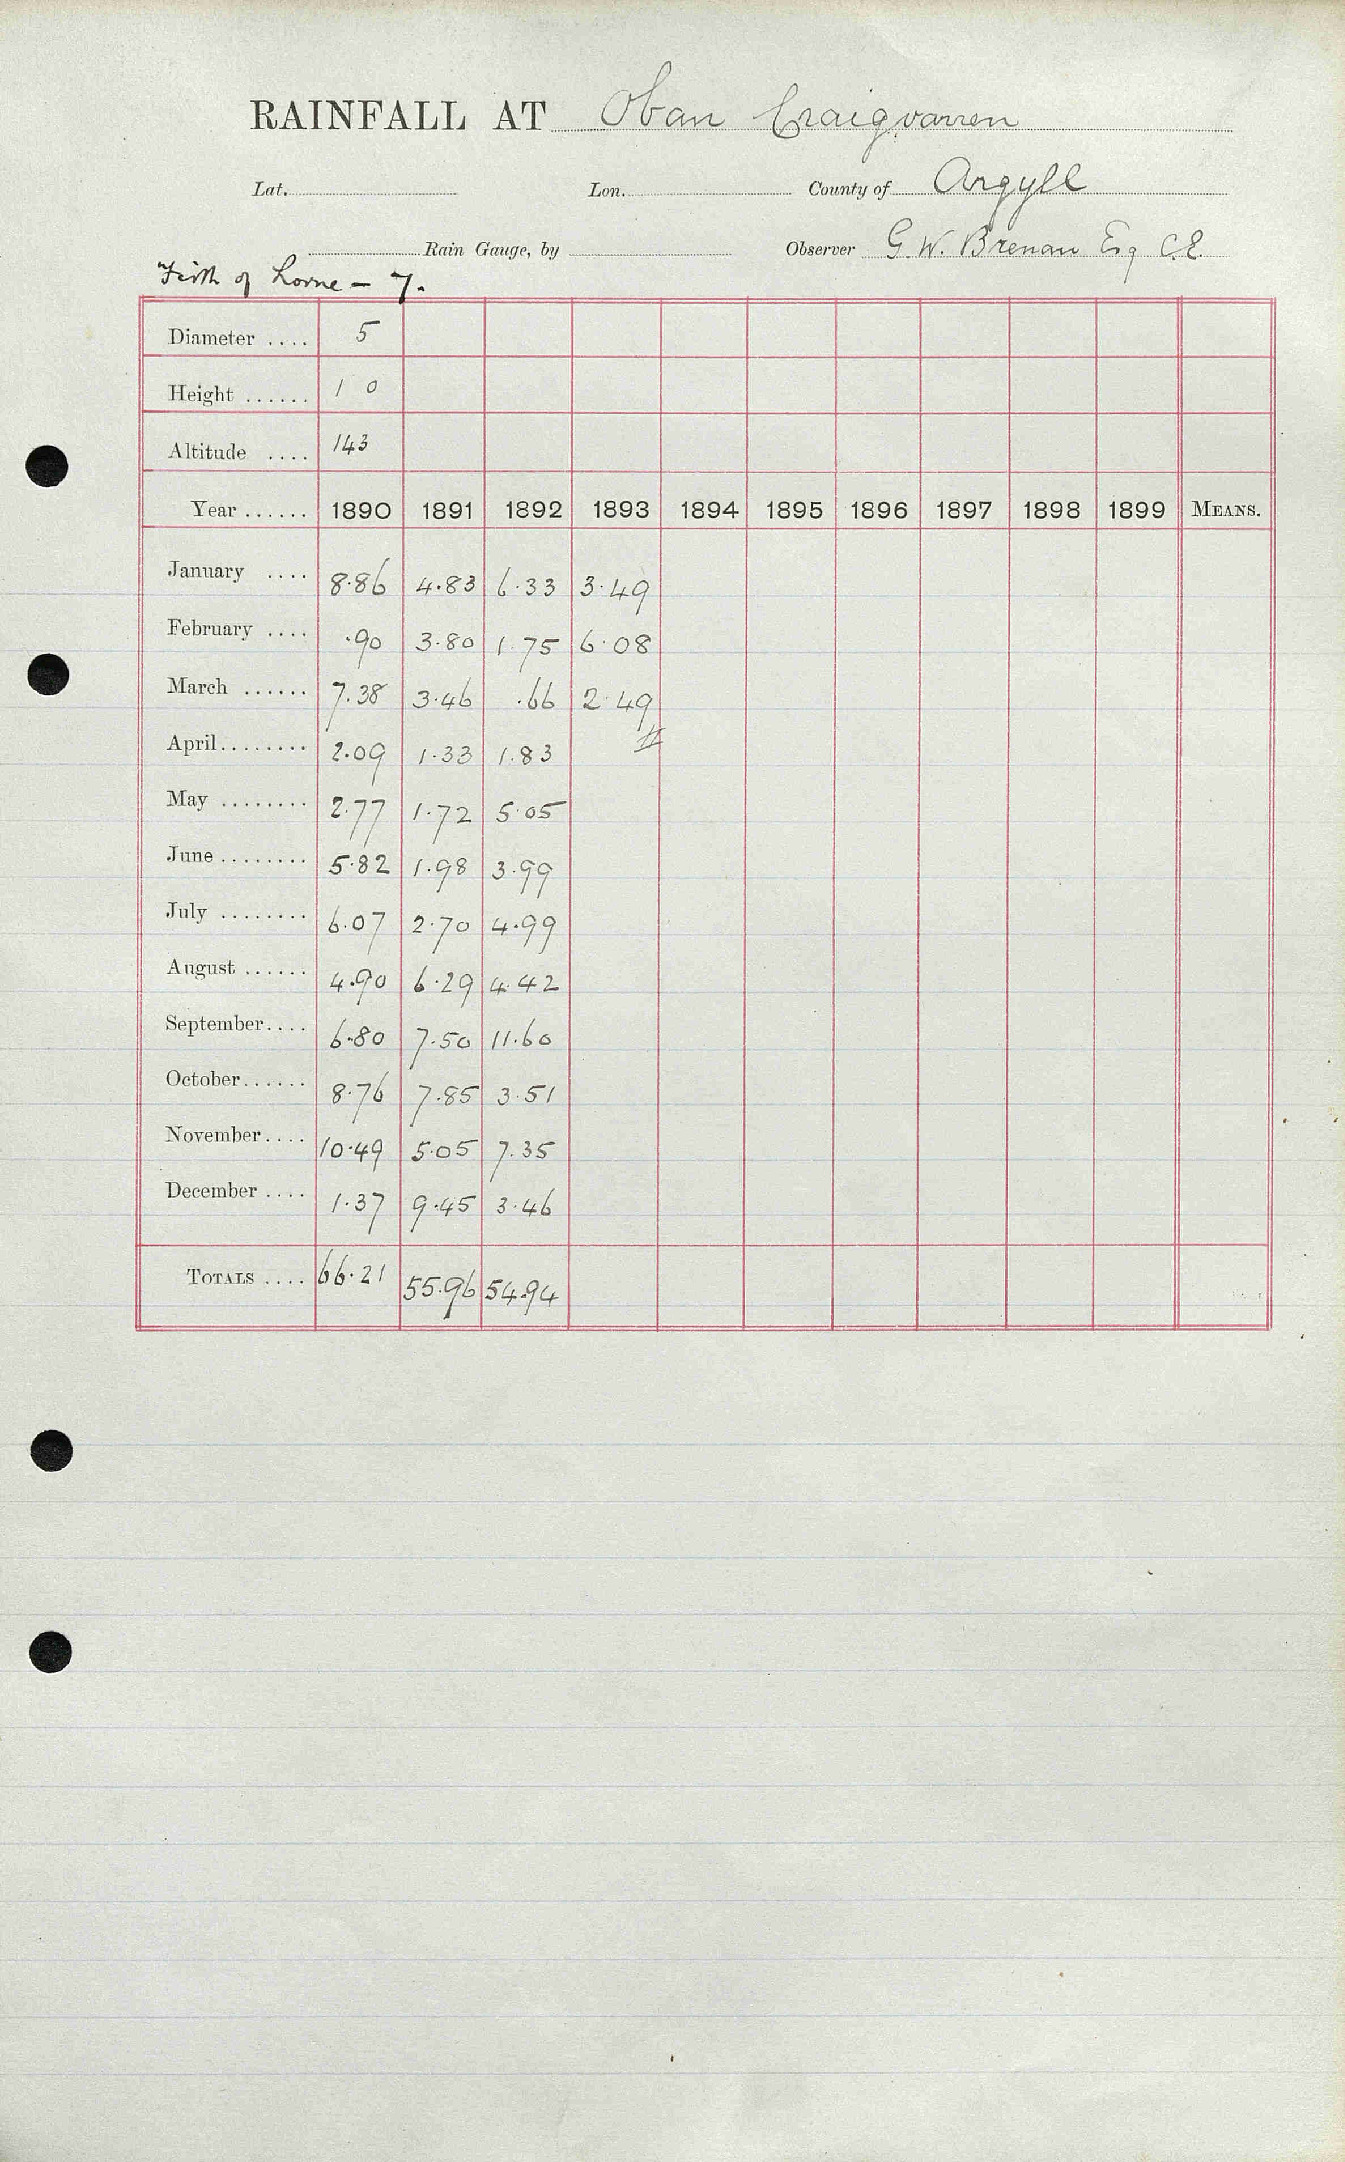 RAINFALL AT Oban Craigvarren
Lat. Lon. County of Argyll
Rain Gauge, by Observer G. W. Brenan Esq C.E.
Firth of Lorne – 7.
Diameter .... 5
Height ...... 1 0
Altitude .... 143
Year ...... 1890 1891 1892 1893 1894 1895 1896 1897 1898 1899 MEANS.
January .... 8.86 4.83 6.33 3.49
February .... .90 3.80 1.75 6.08
March ...... 7.38 3.46 .66 2.49
April........ 2.09 1.33 1.83
May ........ 2.77 1.72 5.05
June ........ 5.82 1.98 3.99
July ........ 6.07 2.70 4.99
August ...... 4.90 6.29 4.42
September.... 6.80 7.50 11.60
October...... 8.76 7.85 3.51
November.... 10.49 5.05 7.35
December .... 1.37 9.45 3.46
TOTALS .... 66.21 55.96 54.94